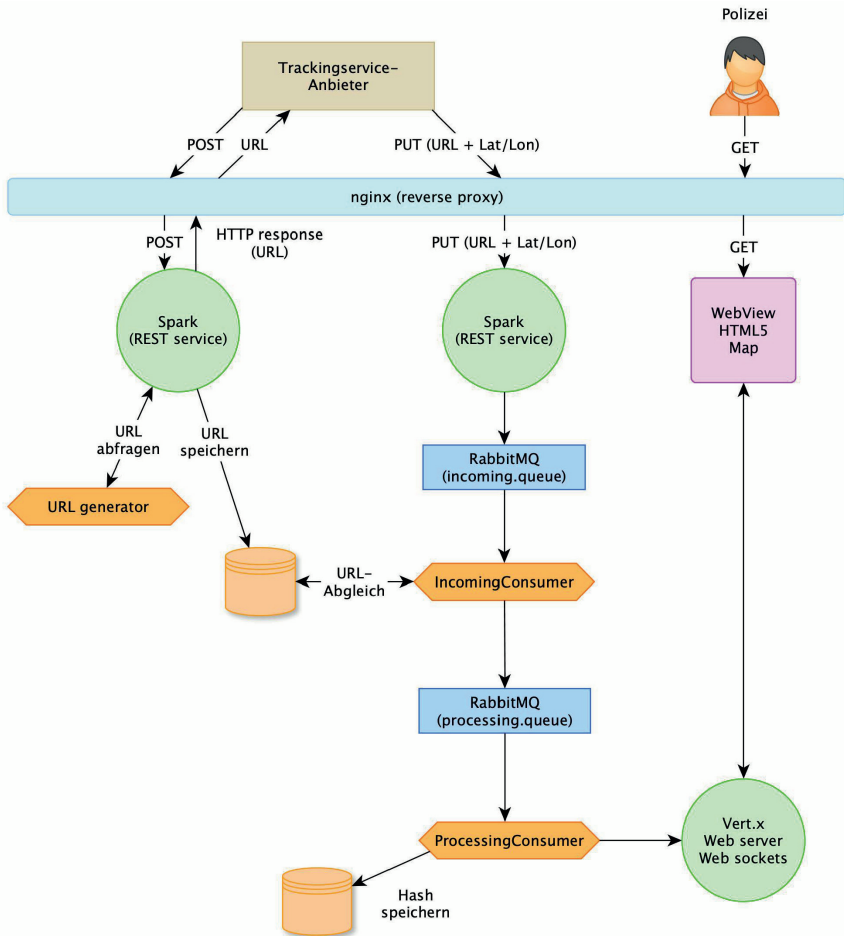 Polizei
Trackingservice-
Anbieter
POST
URL
PUT (URL + Lat/Lon)
GET
nginx (reverse proxy)
POST
HTTP response
(URL)
PUT (URL + Lat/Lon)
GET
Spark
(REST service)
Spark
(REST service)
WebView
HTML5
Map
URL
abfragen
URL
speichern
RabbitMQ
(incoming.queue)
URL generator
URL-
Abgleich
IncomingConsumer
RabbitMQ
(processing.queue)
ProcessingConsumer
Vert.x
Web server
Web sockets
Hash
speichern